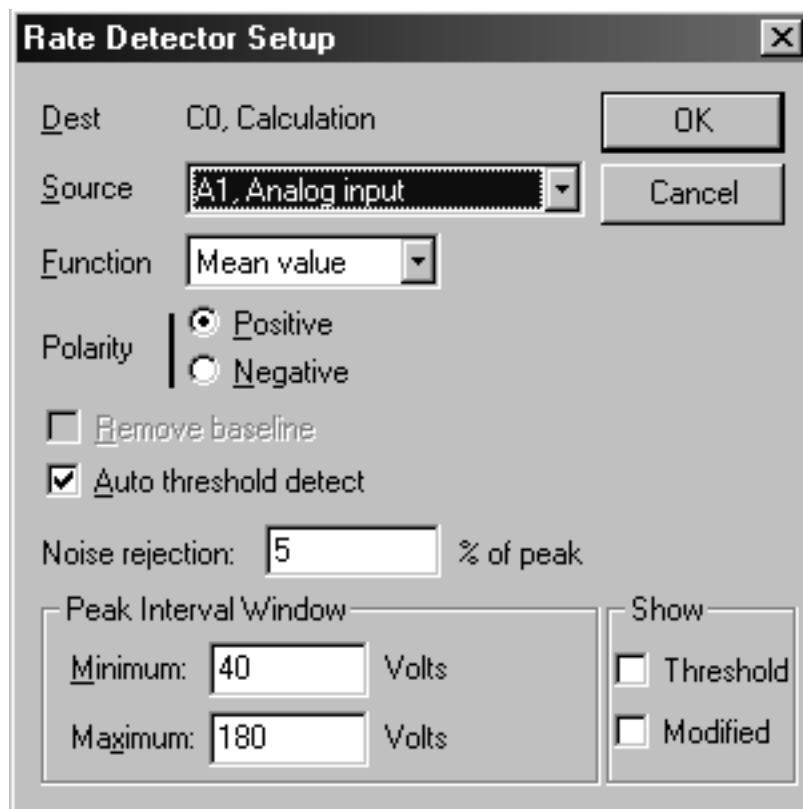 Rate Detector Setup
Dest C0, Calculation
OK
Source A1, Analog input
Cancel
Function Mean value
Polarity
Positive
Negative
Remove baseline
Auto threshold detect
Noise rejection: 5 % of peak
Peak Interval Window
Minimum: 40 Volts
Maximum: 180 Volts
Show
Threshold
Modified